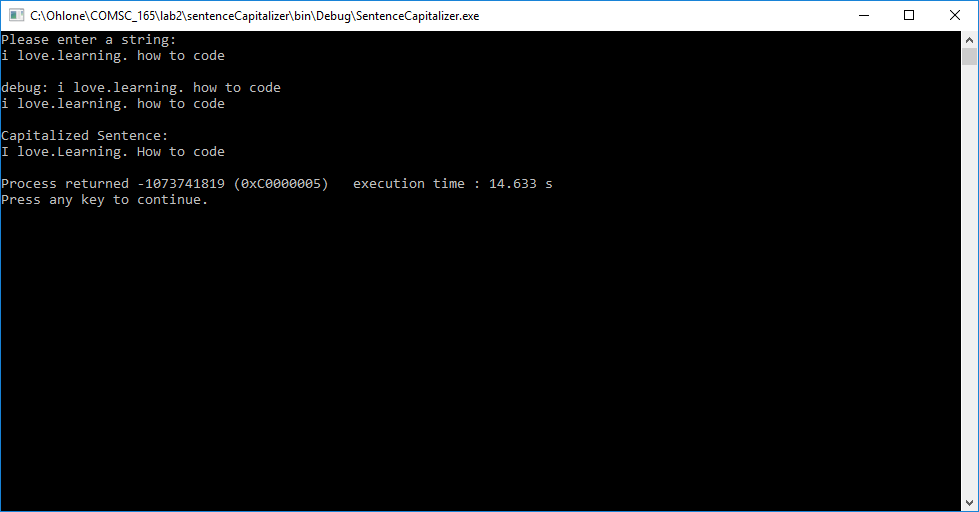 C:\Ohlone\COMSC_165\lab2\sentenceCapitalizer\bin\Debug\SentenceCapitalizer.exe
Please enter a string:
i love.learning. how to code
debug: i love.learning. how to code
i love.learning. how to code
Capitalized Sentence:
I love.Learning. How to code
Process returned -1073741819 (0xC0000005)   execution time : 14.633 s
Press any key to continue.